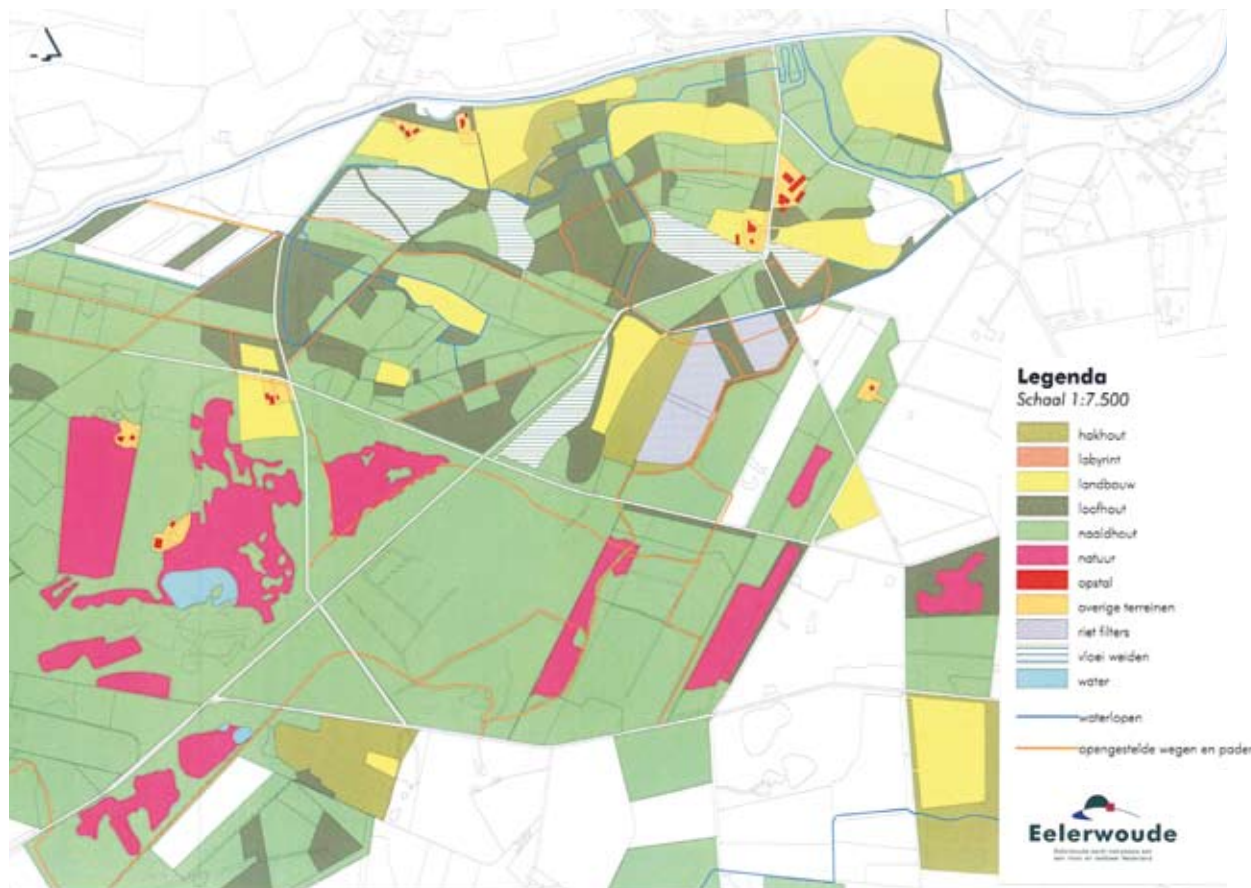 Legenda
Schaal 1:7.500
hakhout
labyrint
landbouw
loofhout
naaldhout
natuur
opstal
overige terreinen
riet filters
vloei weiden
water
waterlopen
opengestelde wegen en paden
Eelerwoude